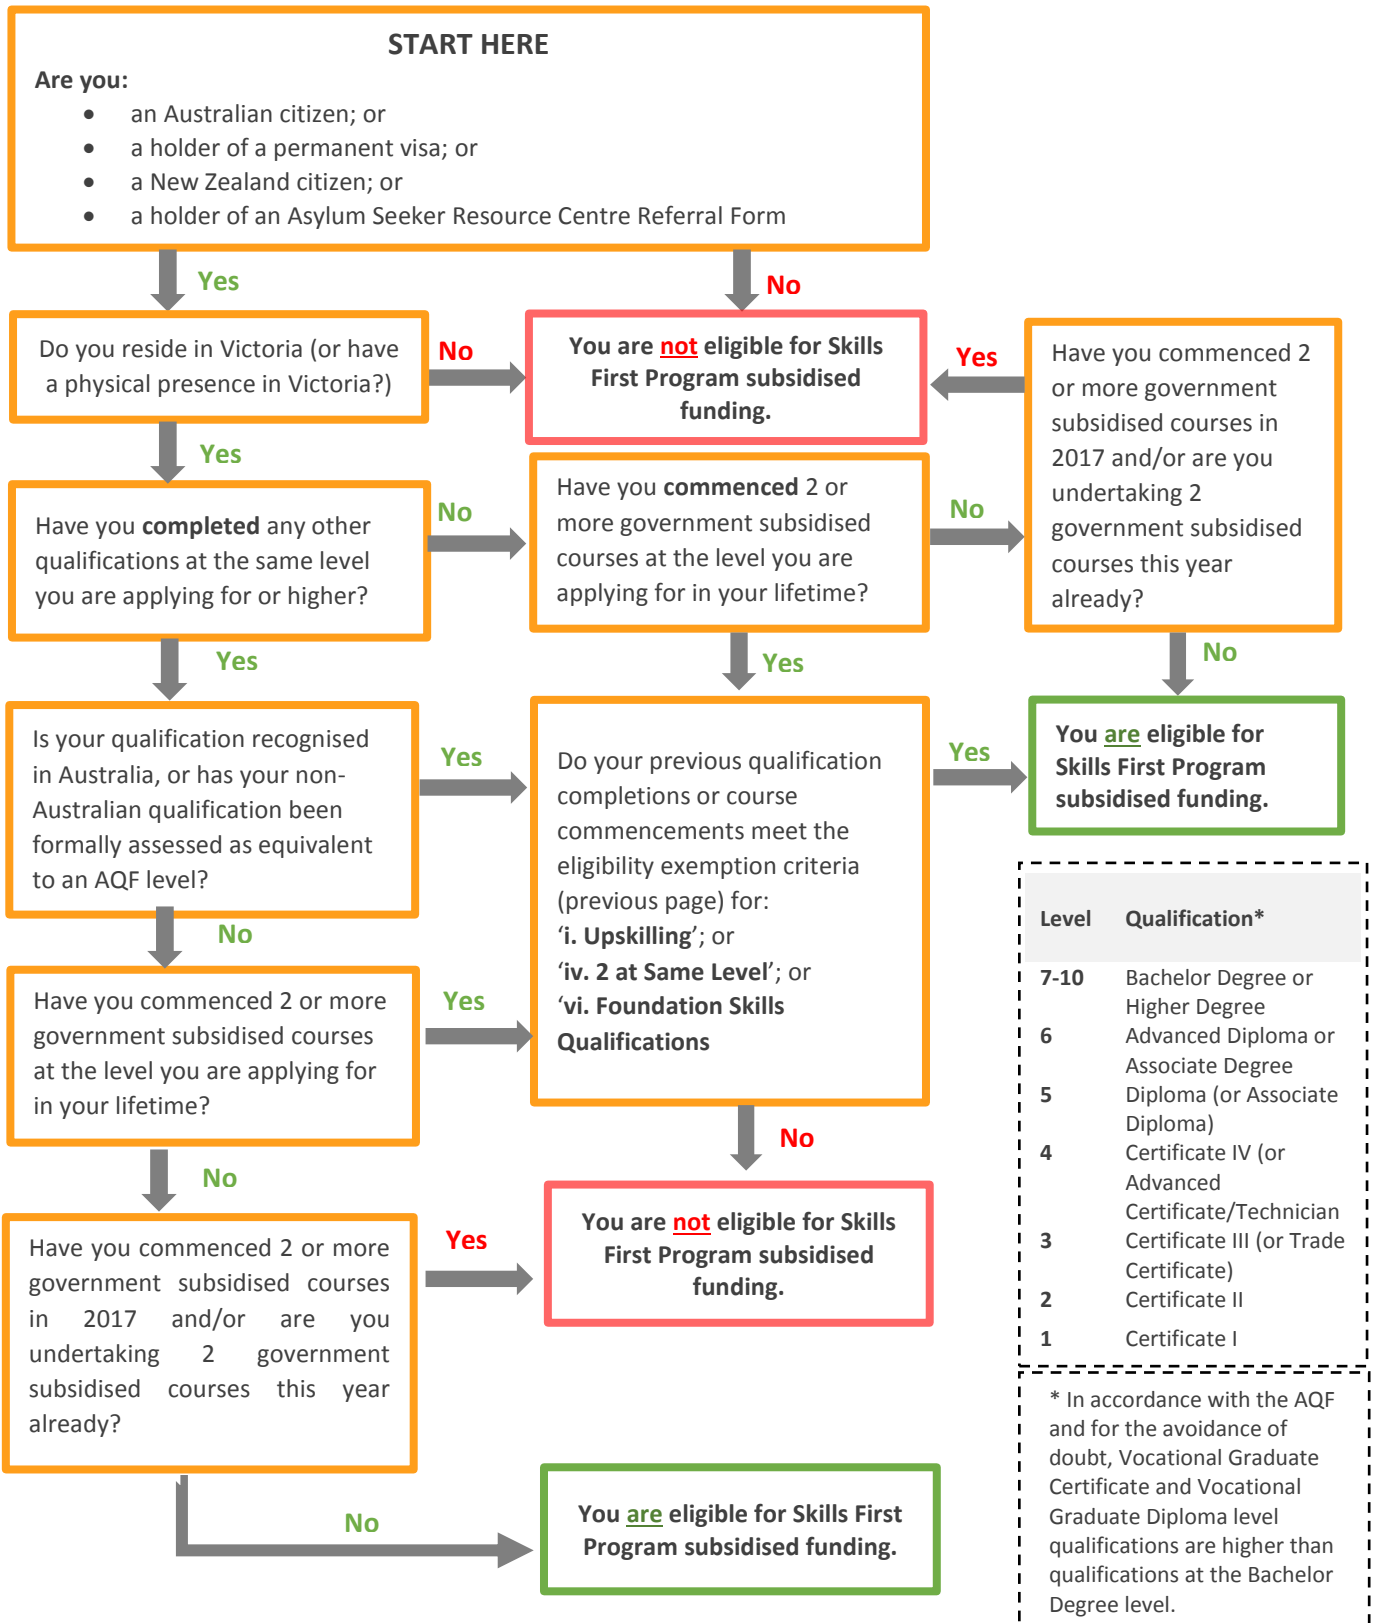 START HERE
Are you:
• an Australian citizen; or
• a holder of a permanent visa; or
• a New Zealand citizen; or
• a holder of an Asylum Seeker Resource Centre Referral Form
Yes
No
Do you reside in Victoria (or have
a physical presence in Victoria?)
No
You are not eligible for Skills
First Program subsidised
funding.
Yes
Have you commenced 2
or more government
subsidised courses in
2017 and/or are you
undertaking 2
government subsidised
courses this year
already?
Yes
Have you completed any other
qualifications at the same level
you are applying for or higher?
No
Have you commenced 2 or
more government subsidised
courses at the level you are
applying for in your lifetime?
No
Yes
Yes
No
Is your qualification recognised
in Australia, or has your non-
Australian qualification been
formally assessed as equivalent
to an AQF level?
Yes
Do your previous qualification
completions or course
commencements meet the
eligibility exemption criteria
(previous page) for:
‘i. Upskilling’; or
‘iv. 2 at Same Level’; or
‘vi. Foundation Skills
Qualifications
Yes
You are eligible for
Skills First Program
subsidised funding.
No
Have you commenced 2 or more
government subsidised courses
at the level you are applying for
in your lifetime?
Yes
No
No
You are not eligible for Skills
First Program subsidised
funding.
Have you commenced 2 or more
government subsidised courses
in 2017 and/or are you
undertaking 2 government
subsidised courses this year
already?
Yes
No
You are eligible for Skills First
Program subsidised funding.
Level Qualification*
7-10 Bachelor Degree or
Higher Degree
6 Advanced Diploma or
Associate Degree
5 Diploma (or Associate
Diploma)
4 Certificate IV (or
Advanced
Certificate/Technician
3 Certificate III (or Trade
Certificate)
2 Certificate II
1 Certificate I
* In accordance with the AQF
and for the avoidance of
doubt, Vocational Graduate
Certificate and Vocational
Graduate Diploma level
qualifications are higher than
qualifications at the Bachelor
Degree level.